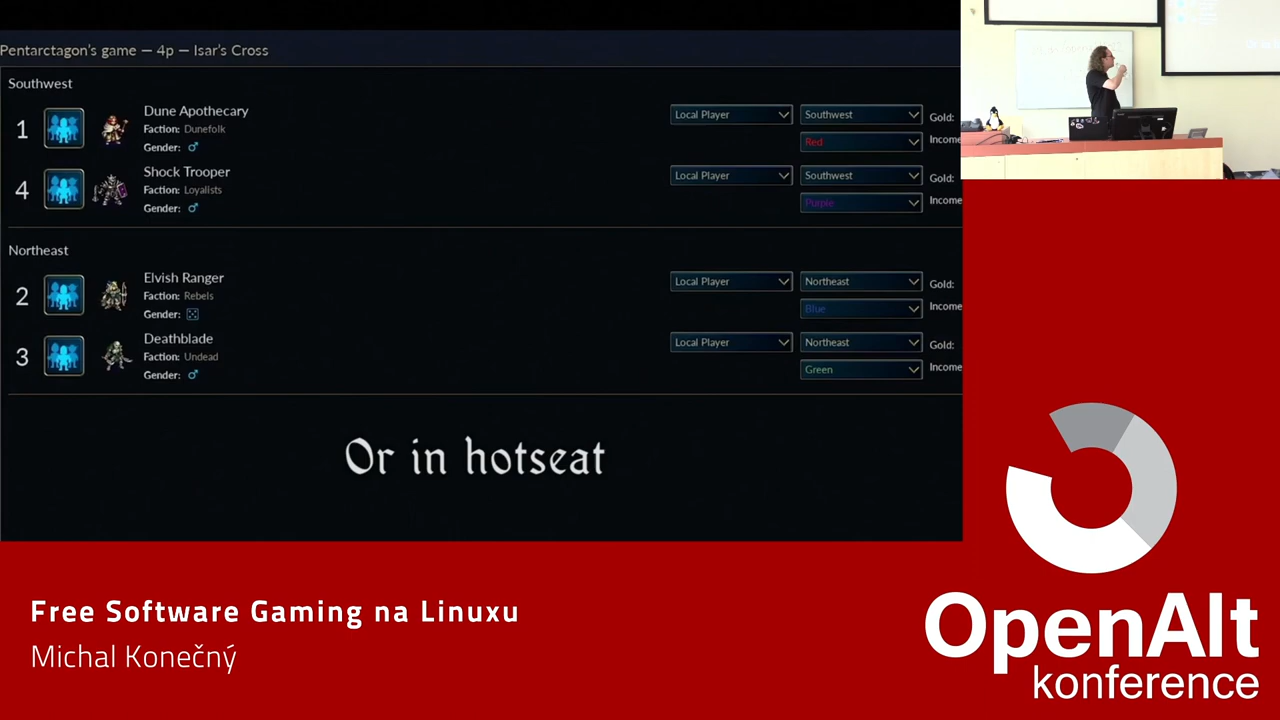 Pentarctagon's game — 4p — Isar's Cross
Southwest
1
Dune Apothecary
Faction: Dunefolk
Gender: ♂
Local Player
Southwest
Gold:
Red
Income
4
Shock Trooper
Faction: Loyalists
Gender: ♂
Local Player
Southwest
Gold:
Purple
Income
Northeast
2
Elvish Ranger
Faction: Rebels
Gender:
Local Player
Northeast
Gold:
Blue
Income
3
Deathblade
Faction: Undead
Gender: ♂
Local Player
Northeast
Gold:
Green
Income
Or in hotseat
Free Software Gaming na Linuxu
Michal Konečný
OpenAlt
konference